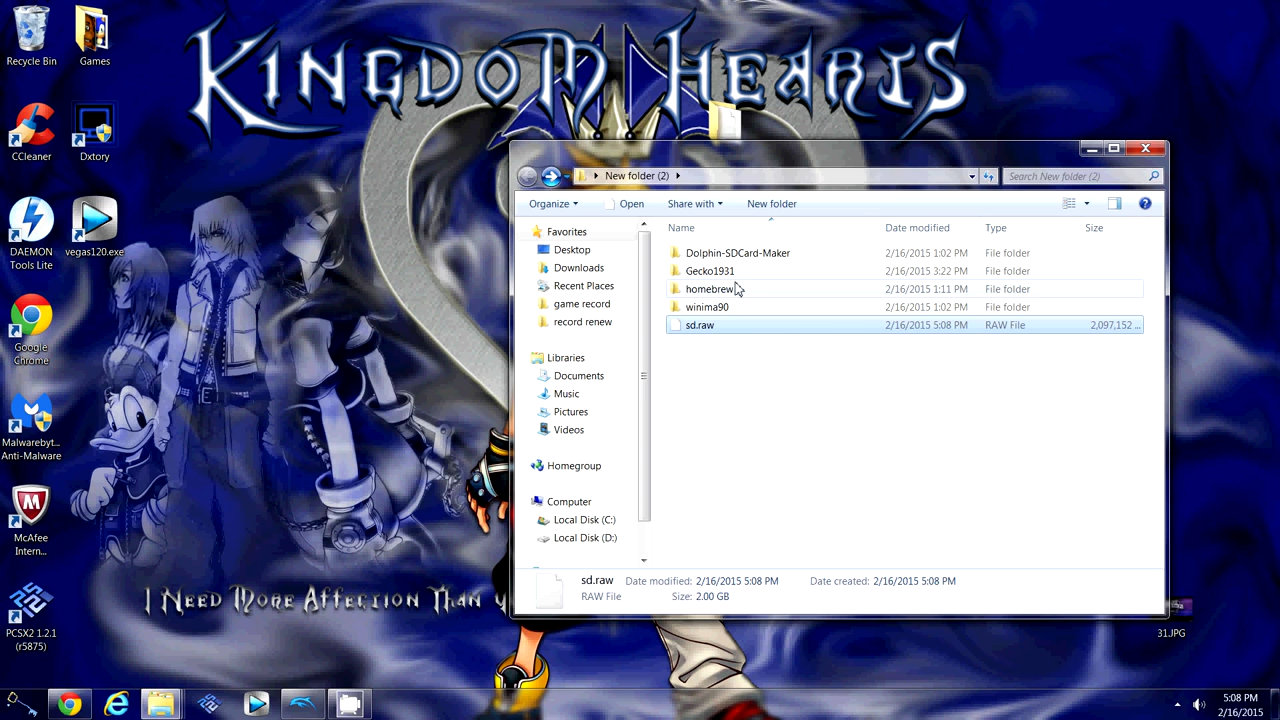 KINGDOM HEARTS
Recycle Bin
Games
CCleaner
Dxtory
DAEMON
Tools Lite
vegas120.exe
Google
Chrome
Malwarebyt...
Anti-Malware
McAfee
Intern...
PCSX2 1.2.1
(r5875)
I Need More Affection Than y
New folder (2)
Search New folder (2)
Organize
Open
Share with
New folder
Favorites
Desktop
Downloads
Recent Places
game record
record renew
Libraries
Documents
Music
Pictures
Videos
Homegroup
Computer
Local Disk (C:)
Local Disk (D:)
Name Date modified Type Size
Dolphin-SDCard-Maker 2/16/2015 1:02 PM File folder
Gecko1931 2/16/2015 3:22 PM File folder
homebrew 2/16/2015 1:11 PM File folder
winima90 2/16/2015 1:02 PM File folder
sd.raw 2/16/2015 5:08 PM RAW File 2,097,152 ...
sd.raw Date modified: 2/16/2015 5:08 PM Date created: 2/16/2015 5:08 PM
RAW File Size: 2.00 GB
31.JPG
5:08 PM
2/16/2015